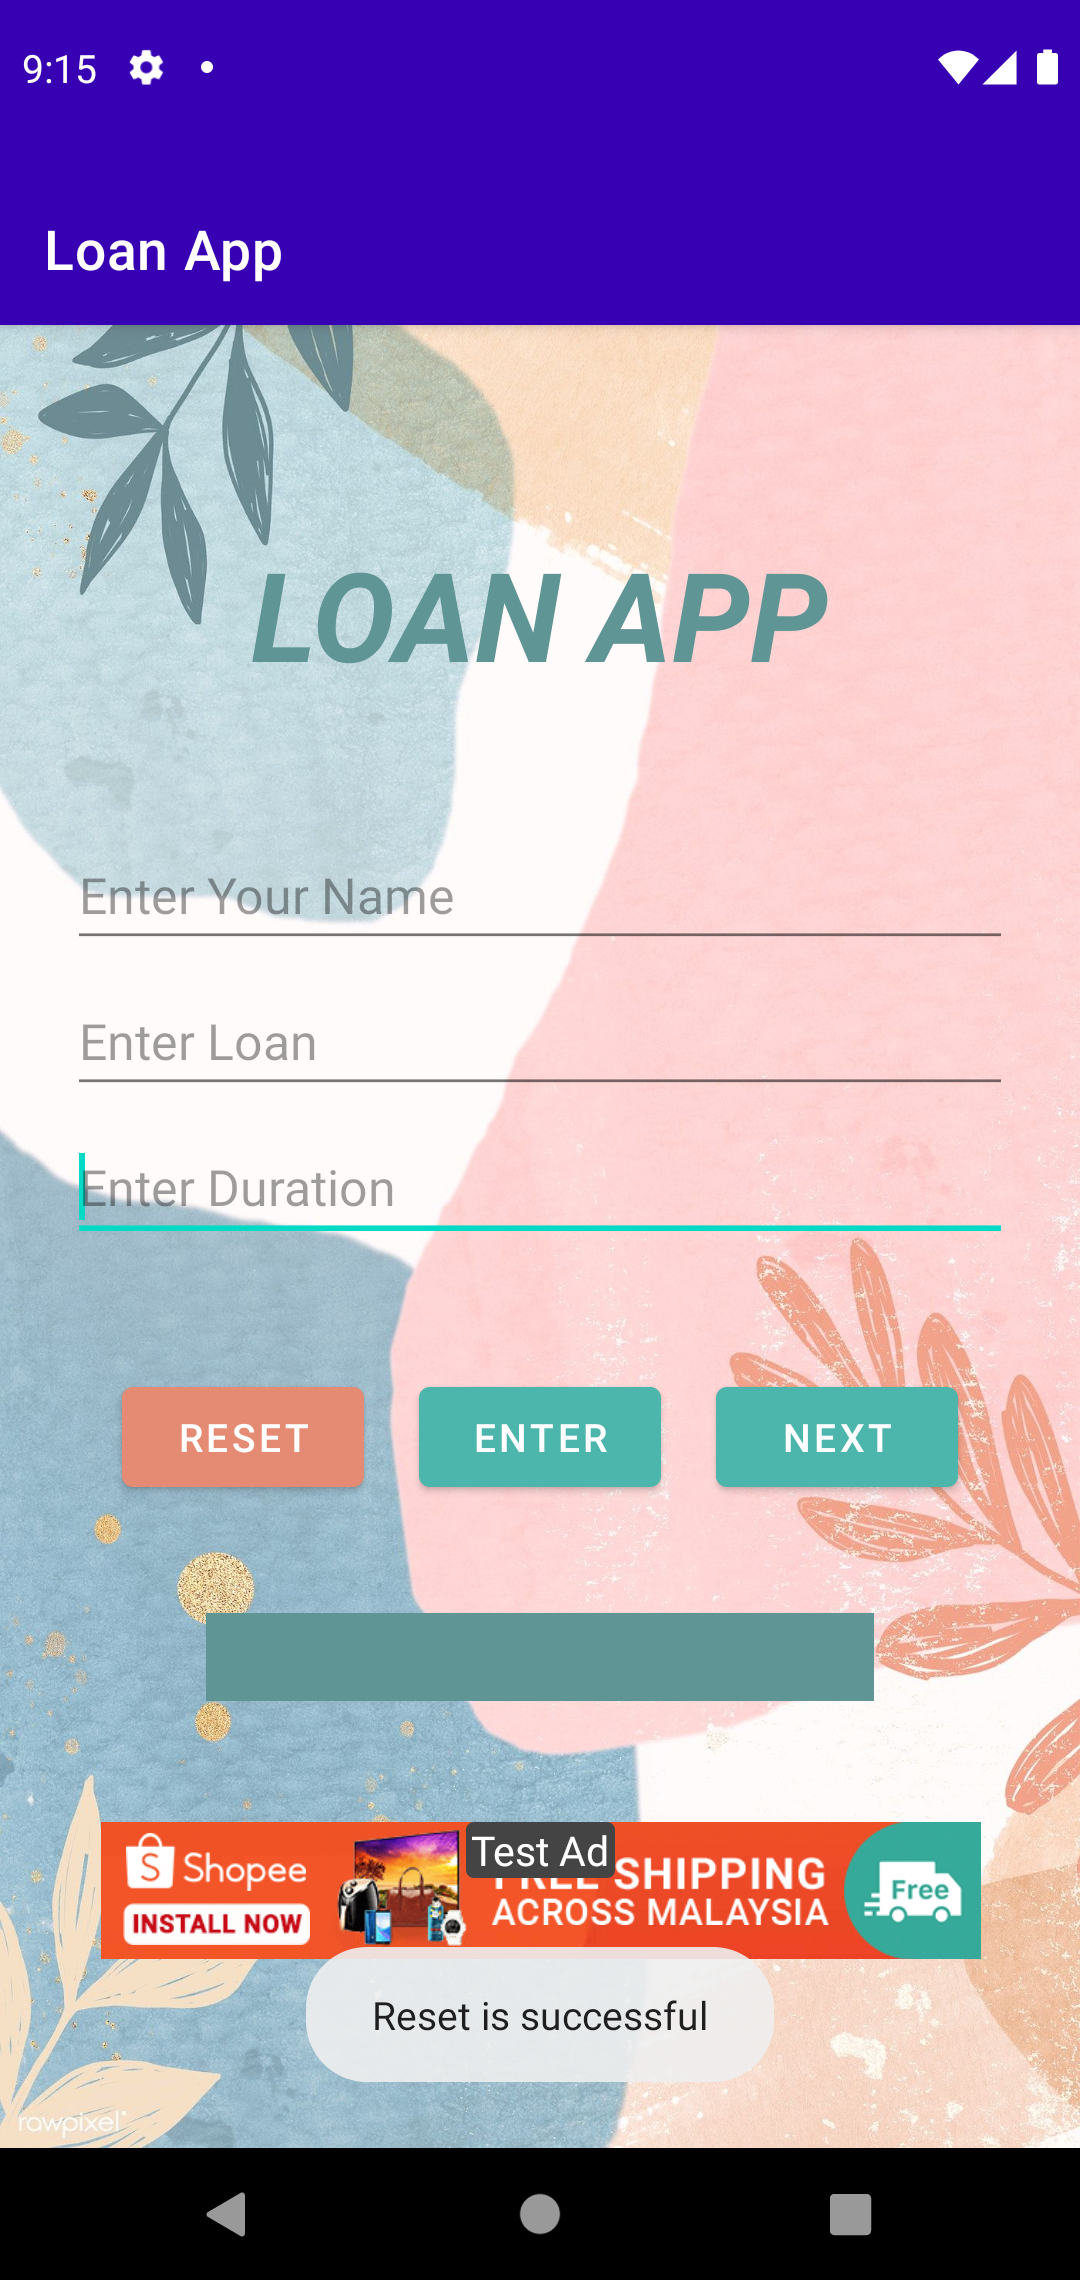 9:15
Loan App
LOAN APP
Enter Your Name
Enter Loan
Enter Duration
RESET
ENTER
NEXT
Test Ad
S Shopee
INSTALL NOW
FREE SHIPPING
ACROSS MALAYSIA
Free
Reset is successful
rawpixel